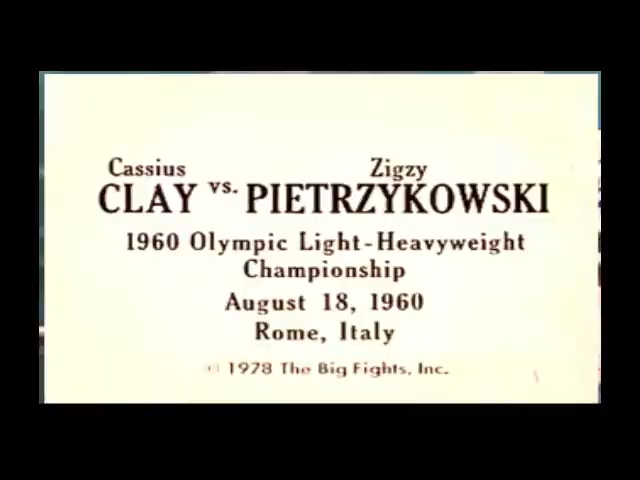 Cassius Zigzy
CLAY vs. PIETRZYKOWSKI
1960 Olympic Light-Heavyweight
Championship
August 18, 1960
Rome, Italy
© 1978 The Big Fights, Inc.